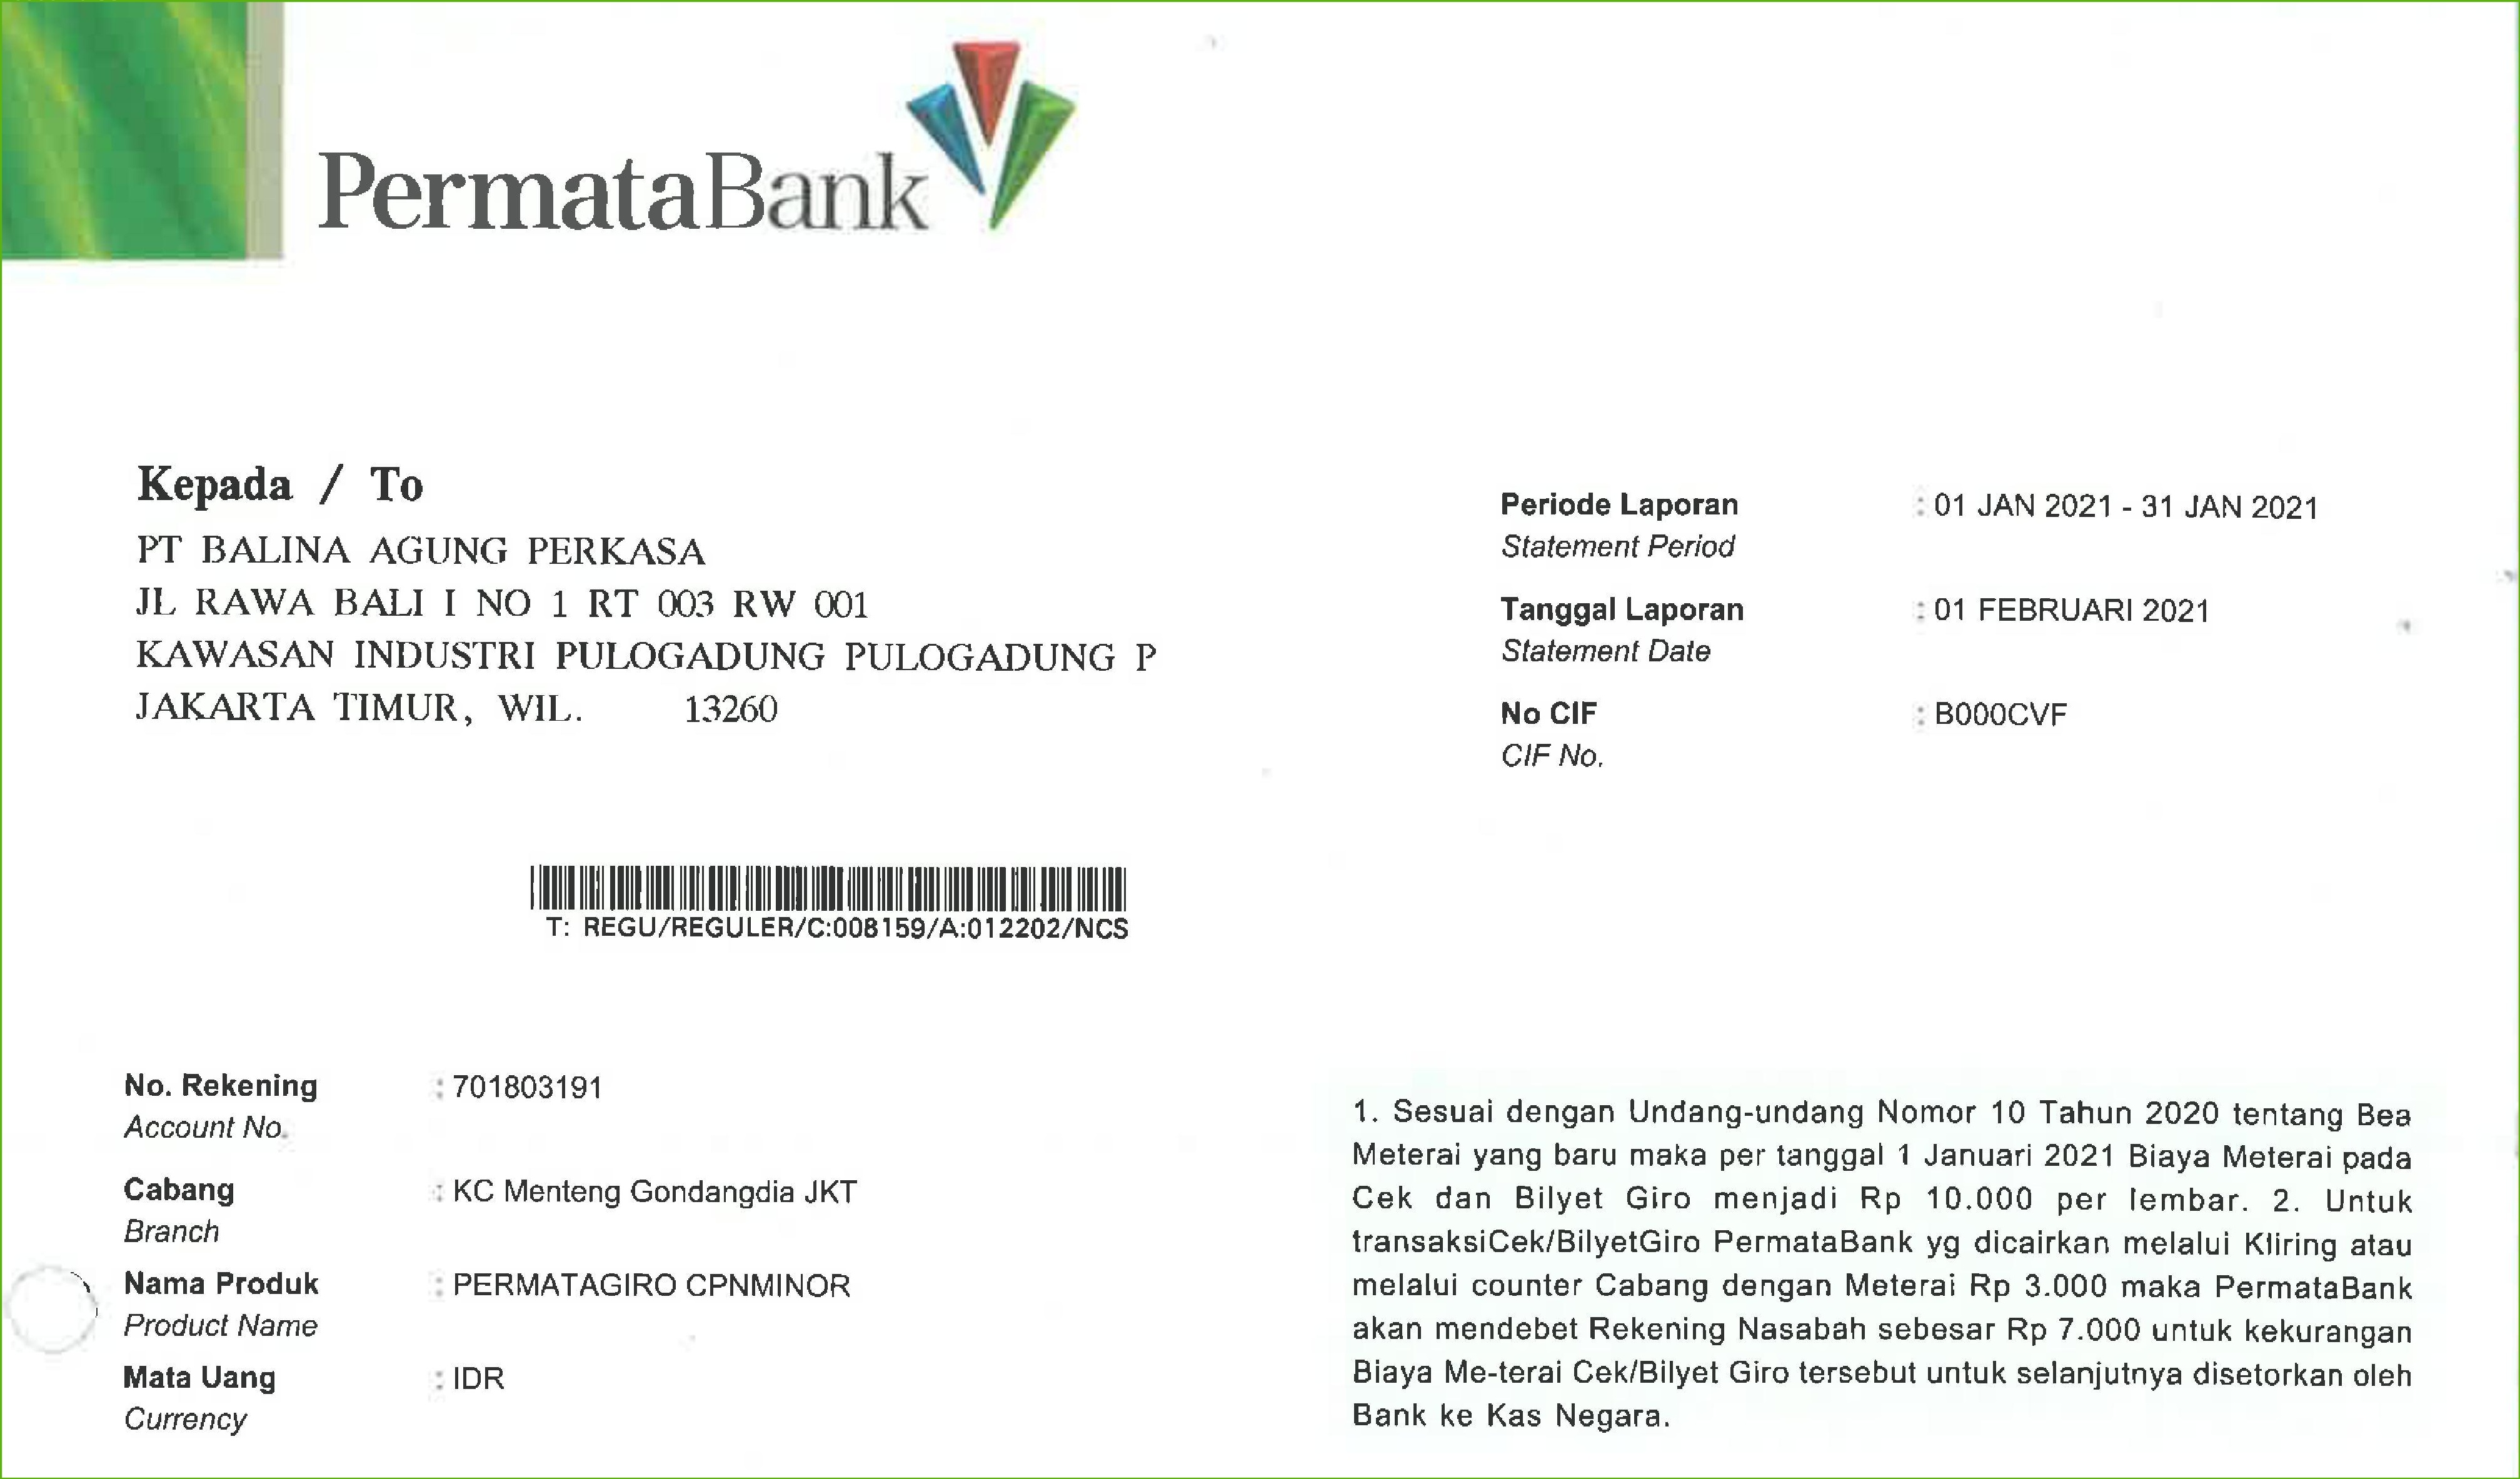 PermataBank
Kepada / To
PT BALINA AGUNG PERKASA
JL RAWA BALI I NO 1 RT 003 RW 001
KAWASAN INDUSTRI PULOGADUNG PULOGADUNG P
JAKARTA TIMUR, WIL. 13260
Periode Laporan : 01 JAN 2021 - 31 JAN 2021
Statement Period
Tanggal Laporan : 01 FEBRUARI 2021
Statement Date
No CIF : B000CVF
CIF No.
T: REGU/REGULER/C:008159/A:012202/NCS
No. Rekening : 701803191
Account No.
Cabang : KC Menteng Gondangdia JKT
Branch
Nama Produk : PERMATAGIRO CPNMINOR
Product Name
Mata Uang : IDR
Currency
1. Sesuai dengan Undang-undang Nomor 10 Tahun 2020 tentang Bea
Meterai yang baru maka per tanggal 1 Januari 2021 Biaya Meterai pada
Cek dan Bilyet Giro menjadi Rp 10.000 per lembar. 2. Untuk
transaksiCek/BilyetGiro PermataBank yg dicairkan melalui Kliring atau
melalui counter Cabang dengan Meterai Rp 3.000 maka PermataBank
akan mendebet Rekening Nasabah sebesar Rp 7.000 untuk kekurangan
Biaya Me-terai Cek/Bilyet Giro tersebut untuk selanjutnya disetorkan oleh
Bank ke Kas Negara.